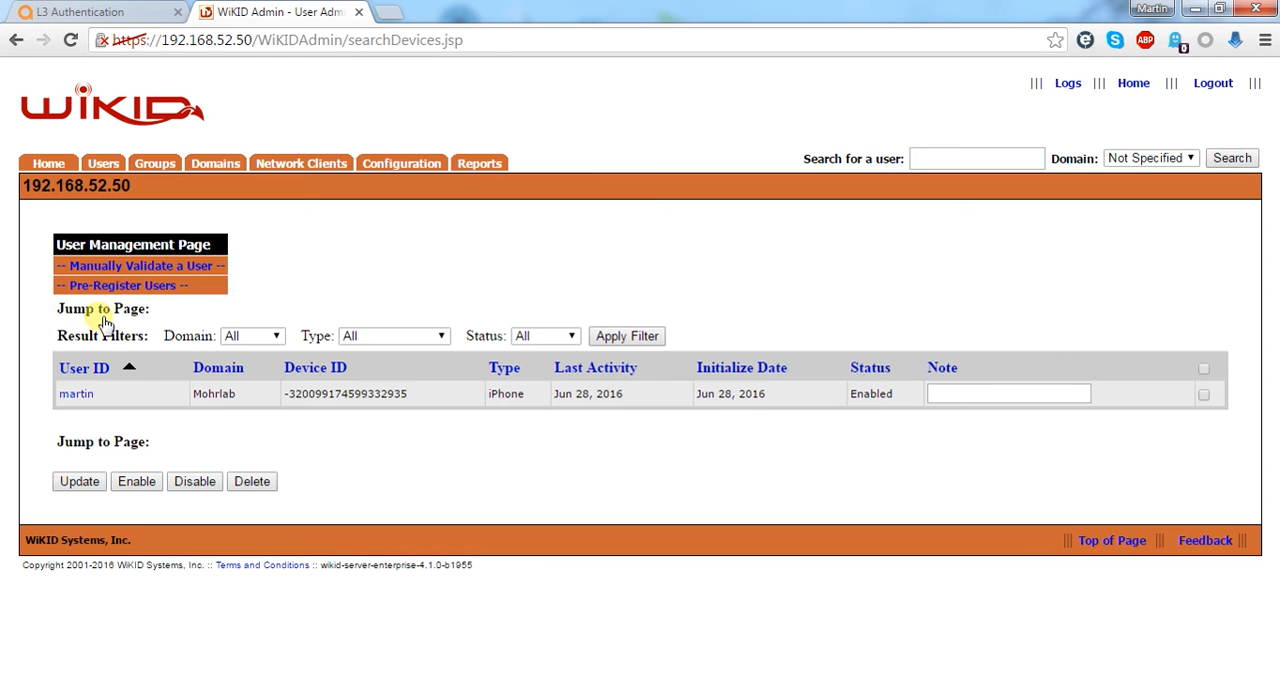 L3 Authentication
WiKID Admin - User Adm
Martin
https://192.168.52.50/WiKIDAdmin/searchDevices.jsp
ABP
0
||| Logs ||| Home ||| Logout |||
WiKID
Home Users Groups Domains Network Clients Configuration Reports
Search for a user: Domain: Not Specified Search
192.168.52.50
User Management Page
-- Manually Validate a User --
-- Pre-Register Users --
Jump to Page:
Result Filters: Domain: All Type: All Status: All Apply Filter
User ID Domain Device ID Type Last Activity Initialize Date Status Note
martin Mohrlab -320099174599332935 iPhone Jun 28, 2016 Jun 28, 2016 Enabled
Jump to Page:
Update Enable Disable Delete
WiKID Systems, Inc. ||| Top of Page ||| Feedback |||
Copyright 2001-2016 WiKID Systems, Inc. :: Terms and Conditions :: wikid-server-enterprise-4.1.0-b1955